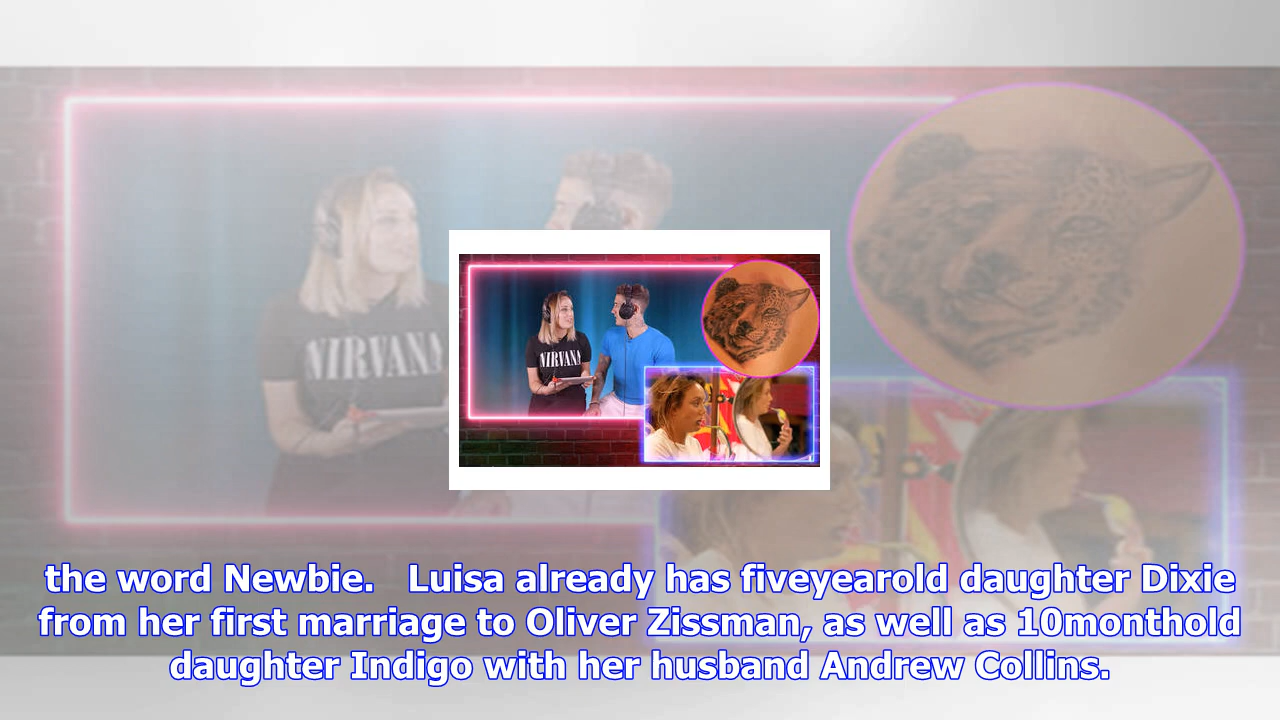 NIRVANA
NIRVANA
the word Newbie. Luisa already has fiveyearold daughter Dixie
from her first marriage to Oliver Zissman, as well as 10monthold
daughter Indigo with her husband Andrew Collins.